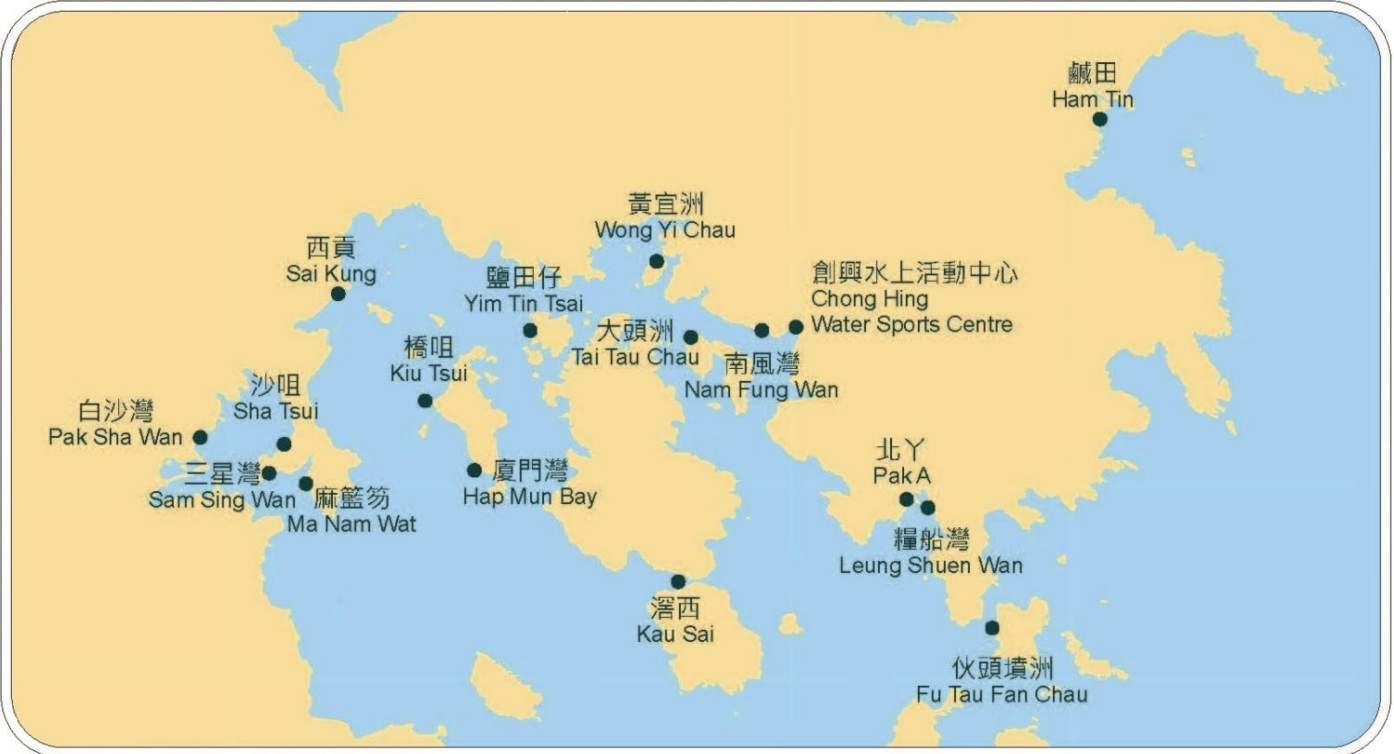 鹹田
Ham Tin
黃宜洲
Wong Yi Chau
西貢
Sai Kung
鹽田仔
Yim Tin Tsai
創興水上活動中心
Chong Hing
Water Sports Centre
大頭洲
Tai Tau Chau
南風灣
Nam Fung Wan
橋咀
Kiu Tsui
沙咀
Sha Tsui
白沙灣
Pak Sha Wan
三星灣
Sam Sing Wan
麻籃笏
Ma Nam Wat
廈門灣
Hap Mun Bay
北丫
Pak A
糧船灣
Leung Shuen Wan
滘西
Kau Sai
伙頭墳洲
Fu Tau Fan Chau